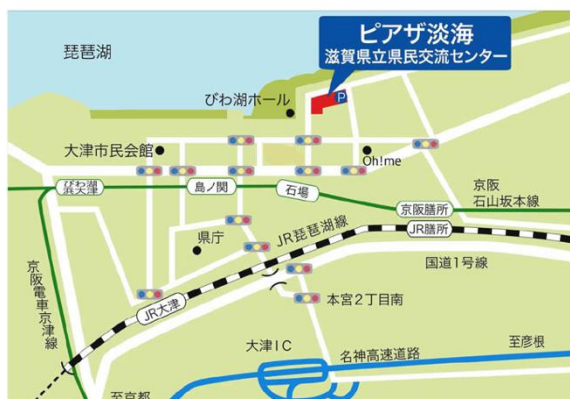 琵琶湖
ピアザ淡海
滋賀県立県民交流センター
P
びわ湖ホール
大津市民会館
Oh!me
びわ湖
浜大津
島ノ関
石場
京阪膳所
京阪
石山坂本線
JR膳所
JR琵琶湖線
県庁
国道1号線
京阪電車京津線
JR大津
本宮2丁目南
大津IC
名神高速道路
至彦根
至京都